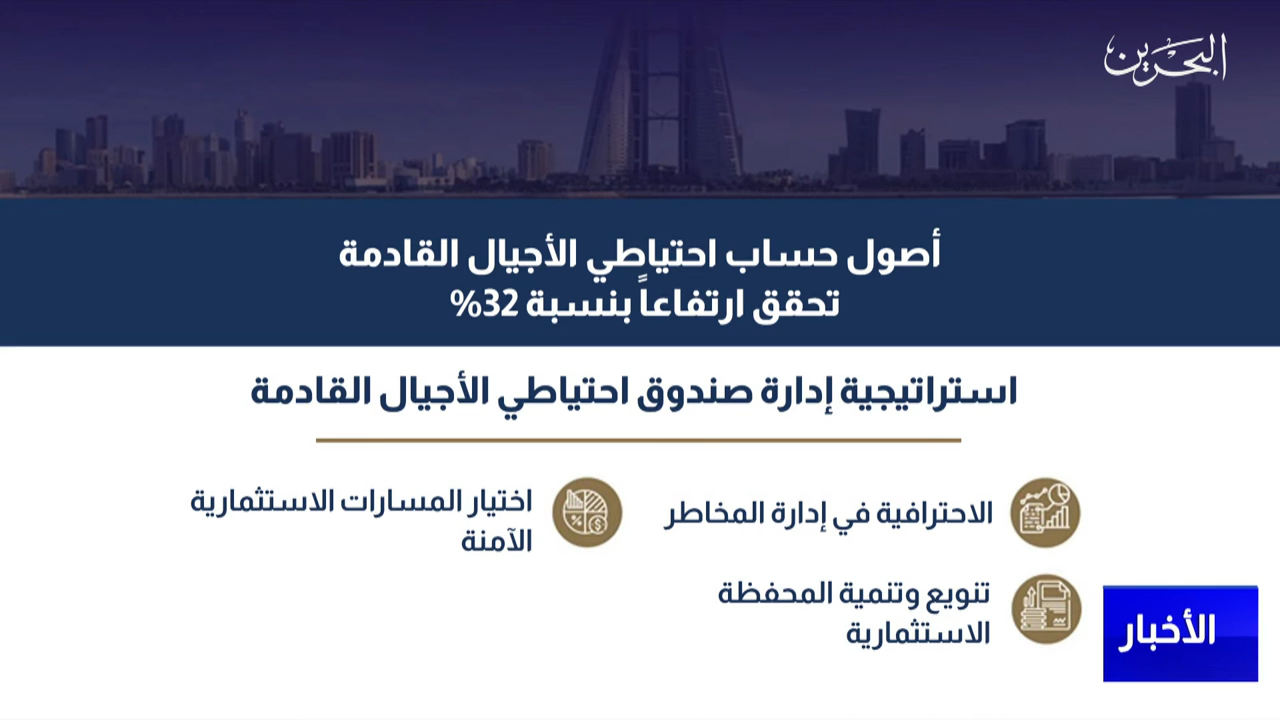 البحرين
أصول حساب احتياطي الأجيال القادمة
تحقق ارتفاعاً بنسبة 32%
استراتيجية إدارة صندوق احتياطي الأجيال القادمة
الاحترافية في إدارة المخاطر
اختيار المسارات الاستثمارية
الآمنة
تنويع وتنمية المحفظة
الاستثمارية
الأخبار